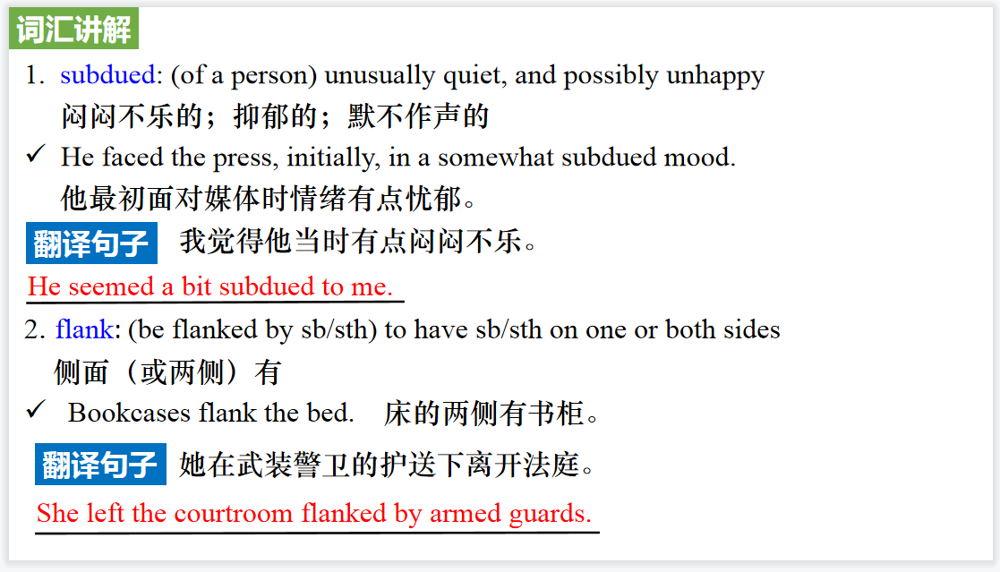 词汇讲解
1. subdued: (of a person) unusually quiet, and possibly unhappy
闷闷不乐的；抑郁的；默不作声的
✓ He faced the press, initially, in a somewhat subdued mood.
他最初面对媒体时情绪有点忧郁。
翻译句子 我觉得他当时有点闷闷不乐。
He seemed a bit subdued to me.
2. flank: (be flanked by sb/sth) to have sb/sth on one or both sides
侧面（或两侧）有
✓ Bookcases flank the bed. 床的两侧有书柜。
翻译句子 她在武装警卫的护送下离开法庭。
She left the courtroom flanked by armed guards.